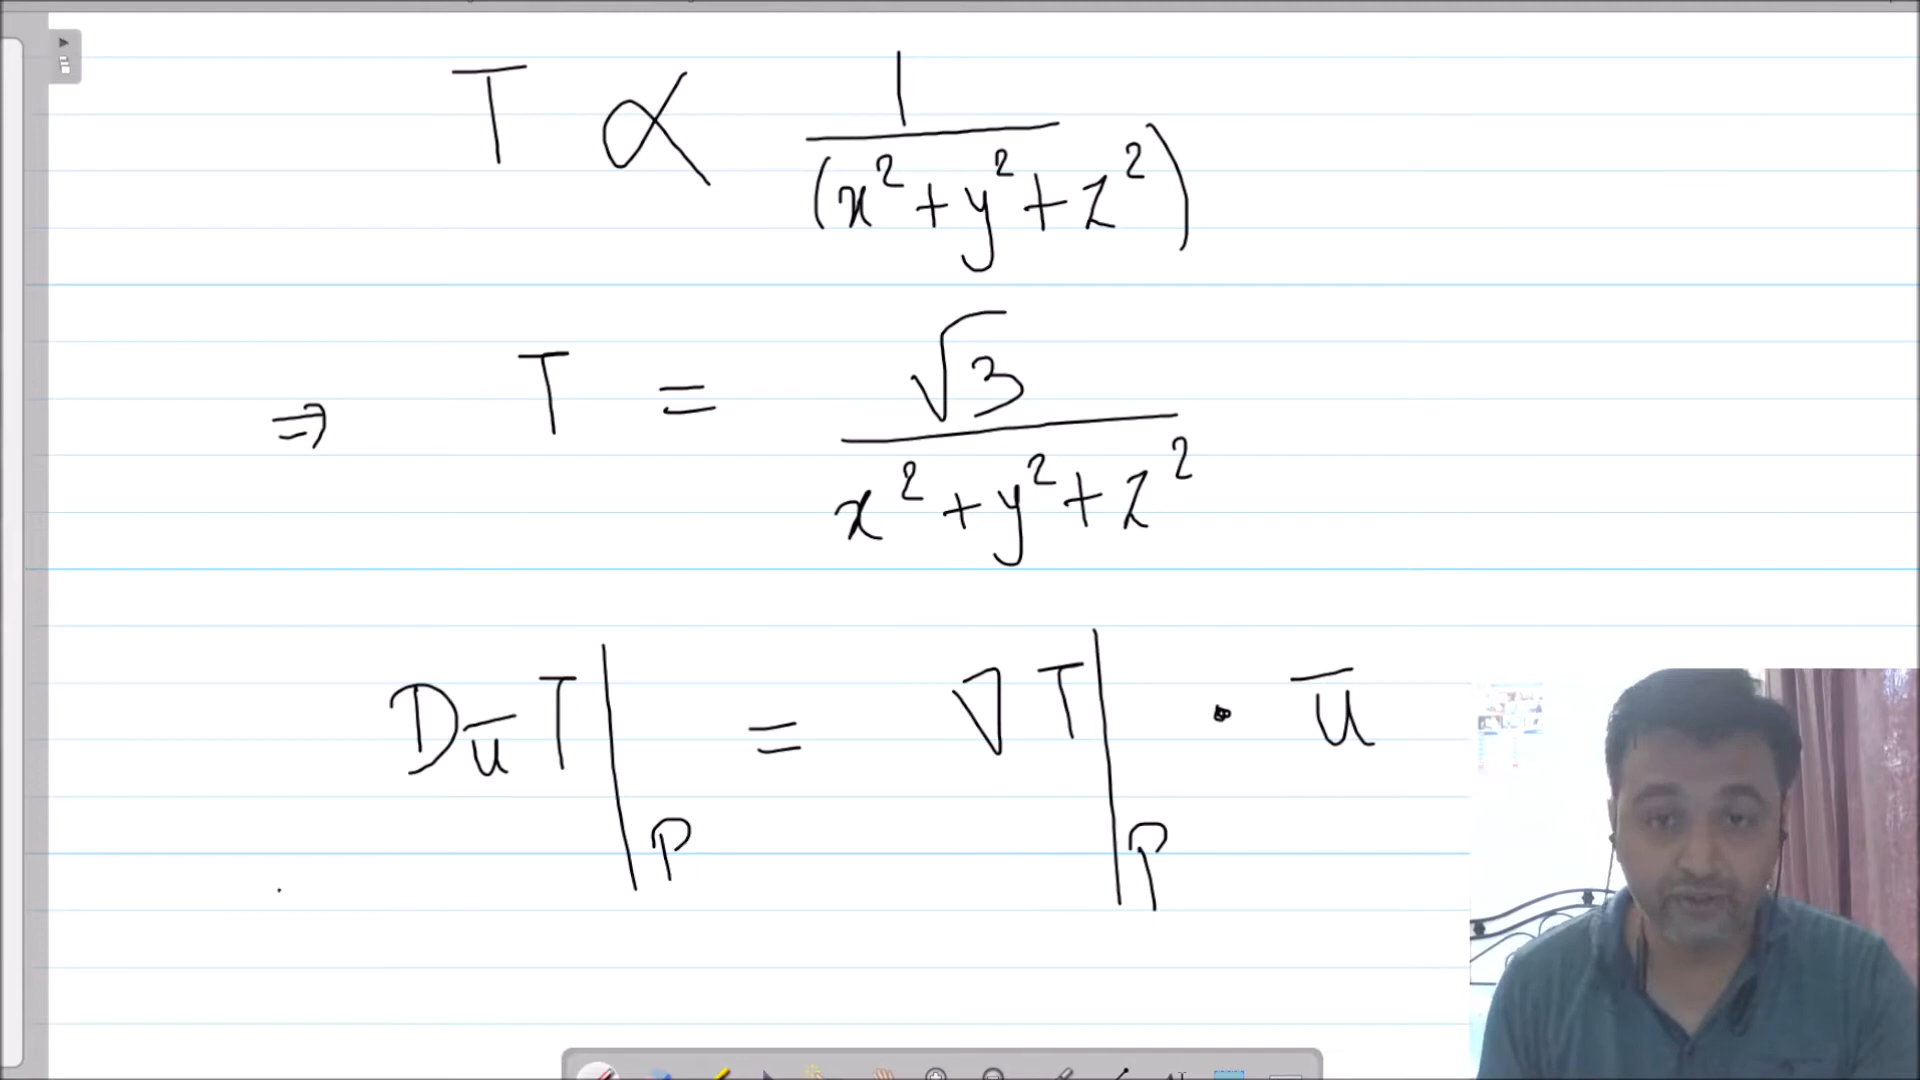 T ∝ 1/(x²+y²+z²)
⇒ T = √3/x²+y²+z²
D_ū T|_P = ∇T|_P · ū